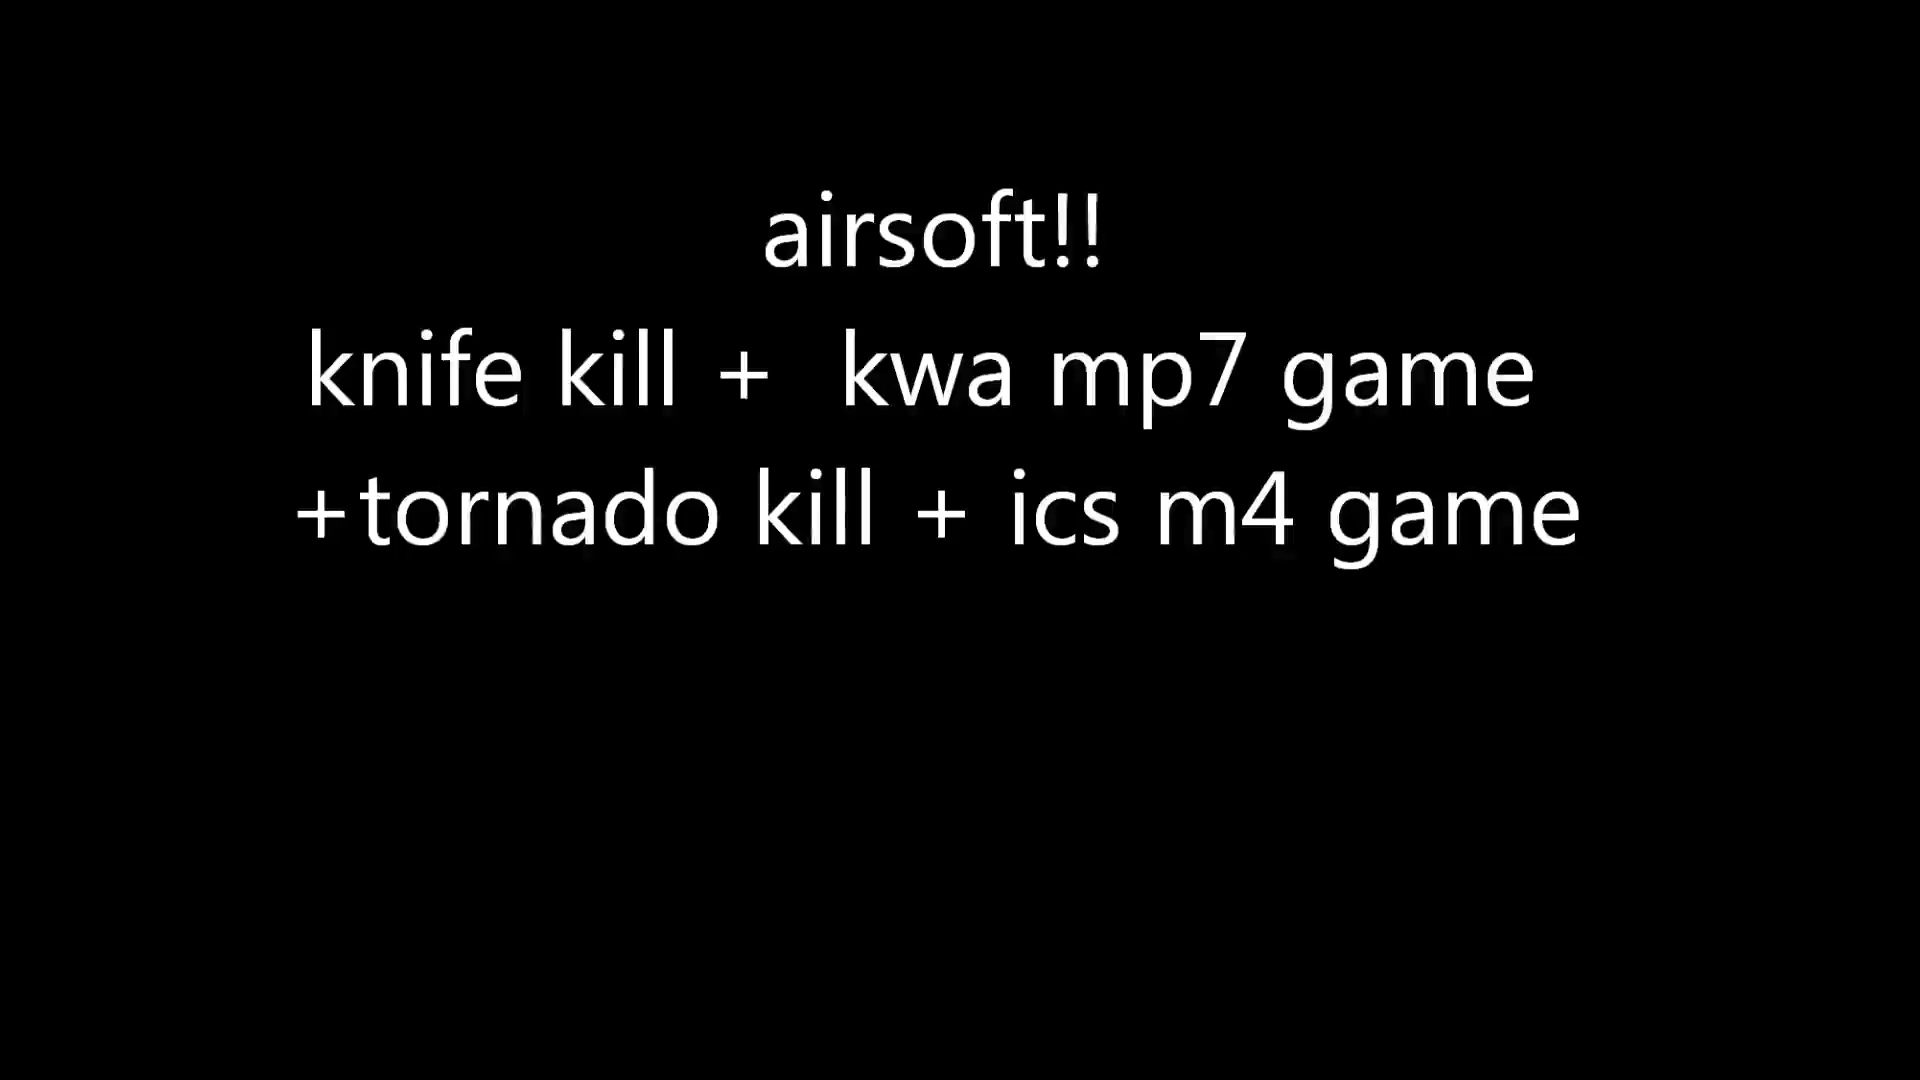 airsoft!!
knife kill +  kwa mp7 game
+tornado kill + ics m4 game